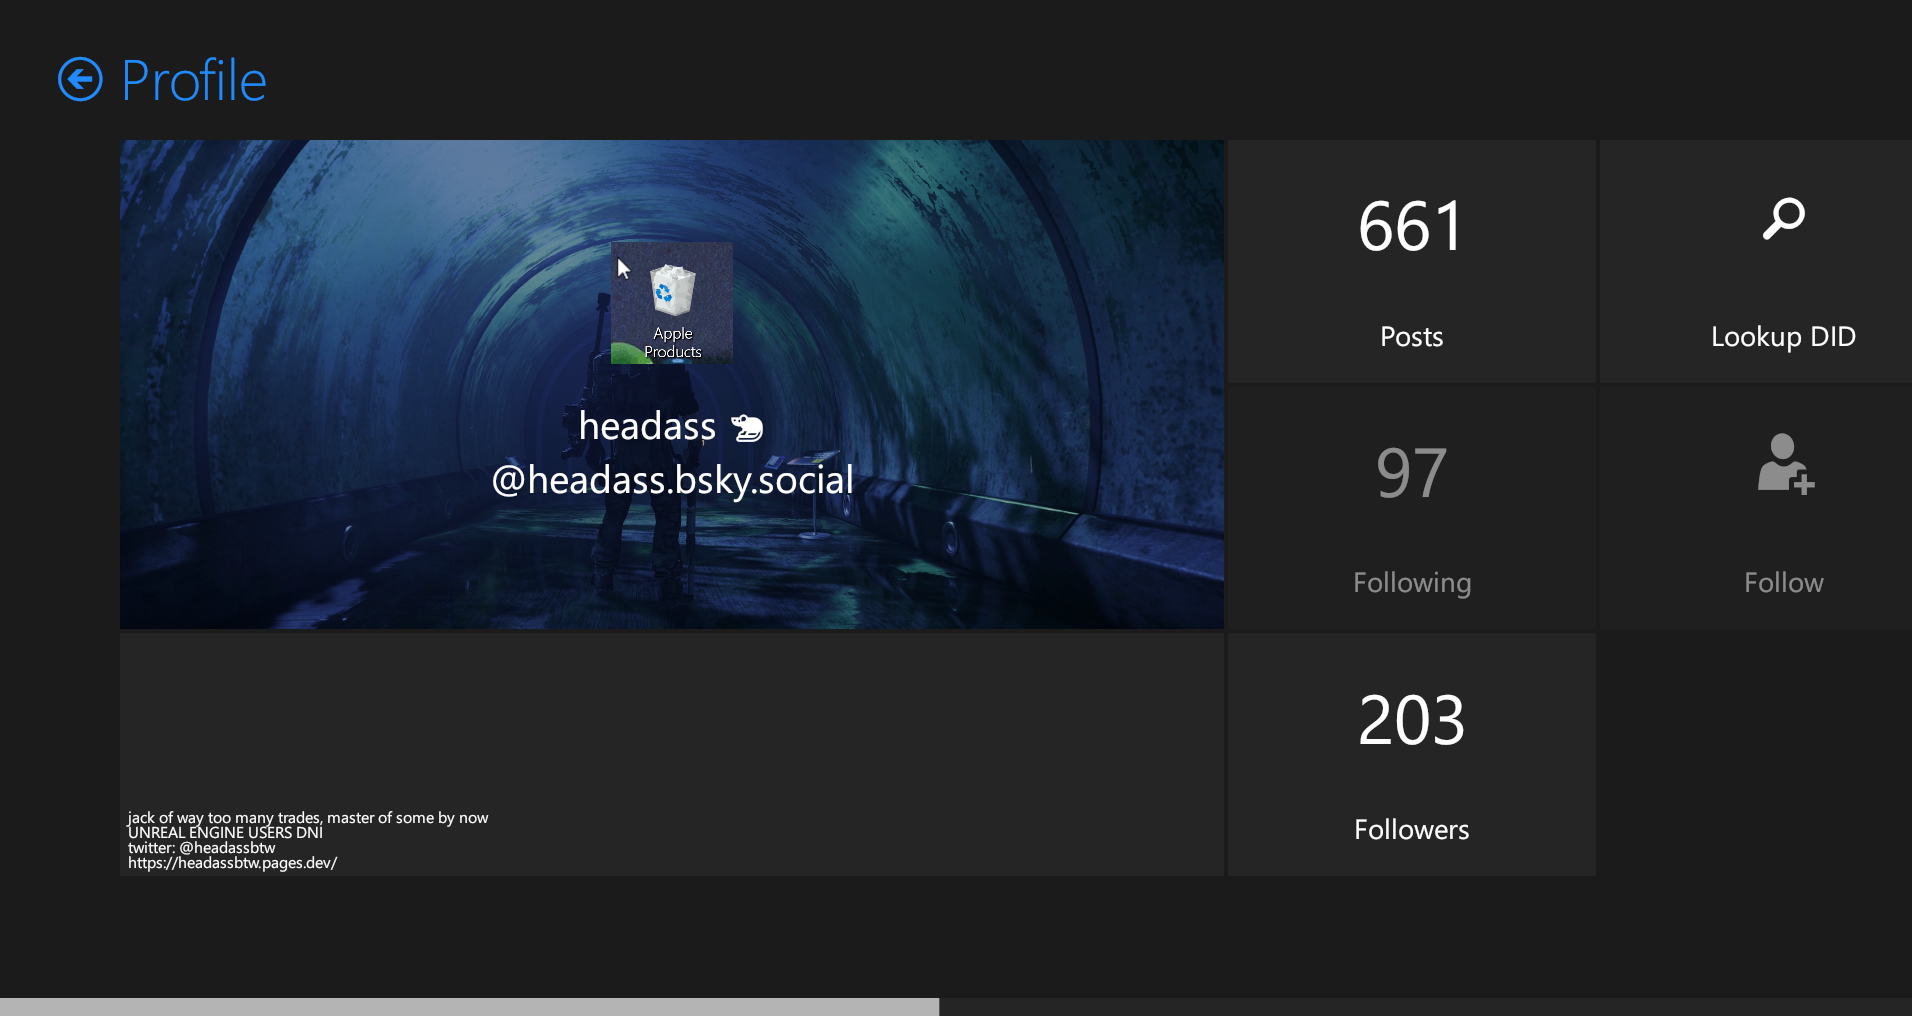 Profile
Apple
Products
headass 🐀
@headass.bsky.social
661
Posts
Lookup DID
97
Following
Follow
203
Followers
jack of way too many trades, master of some by now
UNREAL ENGINE USERS DNI
twitter: @headassbtw
https://headassbtw.pages.dev/